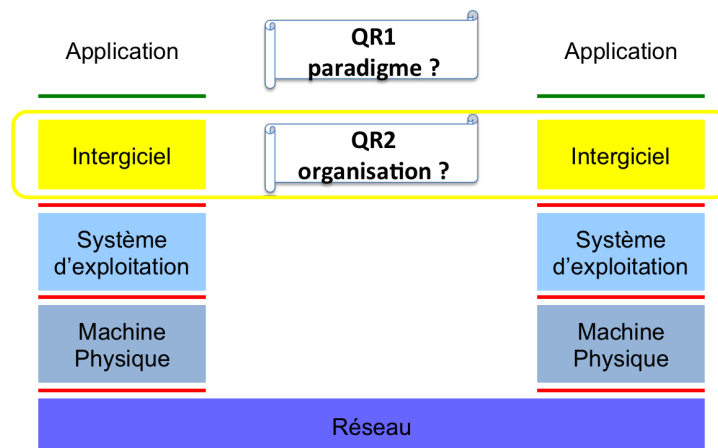 Application
QR1
paradigme ?
Application
Intergiciel
QR2
organisation ?
Intergiciel
Système
d’exploitation
Système
d’exploitation
Machine
Physique
Machine
Physique
Réseau